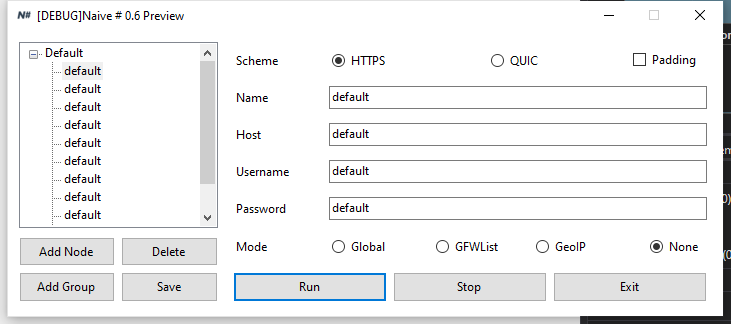 N# [DEBUG]Naive # 0.6 Preview
Default
default
default
default
default
default
default
default
default
default
Add Node Delete
Add Group Save
Scheme HTTPS QUIC Padding
Name default
Host default
Username default
Password default
Mode Global GFWList GeoIP None
Run Stop Exit